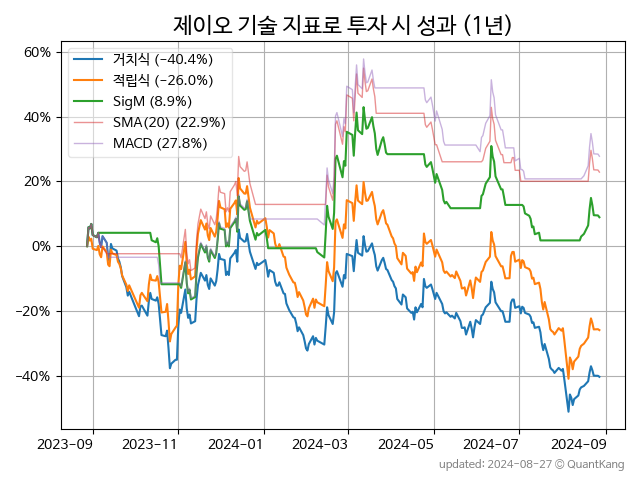 제이오 기술 지표로 투자 시 성과 (1년)
60%
40%
20%
0%
−20%
−40%
거치식 (−40.4%)
적립식 (−26.0%)
SigM (8.9%)
SMA(20) (22.9%)
MACD (27.8%)
2023-09 2023-11 2024-01 2024-03 2024-05 2024-07 2024-09
updated: 2024-08-27 © QuantKang